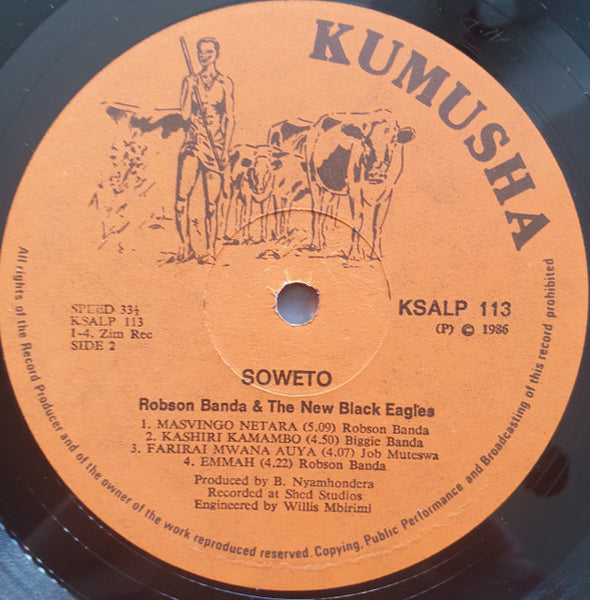 KUMUSHA
SPEED 33⅓
KSALP 113
1-4. Zim Rec
SIDE 2
KSALP 113
(P) © 1986
SOWETO
Robson Banda & The New Black Eagles
1. MASVINGO NETARA (5.09) Robson Banda
2. KASHIRI KAMAMBO (4.50) Biggie Banda
3. FARIRAI MWANA AUYA (4.07) Job Muteswa
4. EMMAH (4.22) Robson Banda
Produced by B. Nyamhondera
Recorded at Shed Studios
Engineered by Willis Mbirimi
All rights of the Record Producer and of the owner of the work reproduced reserved. Copying, Public Performance and Broadcasting of this record prohibited